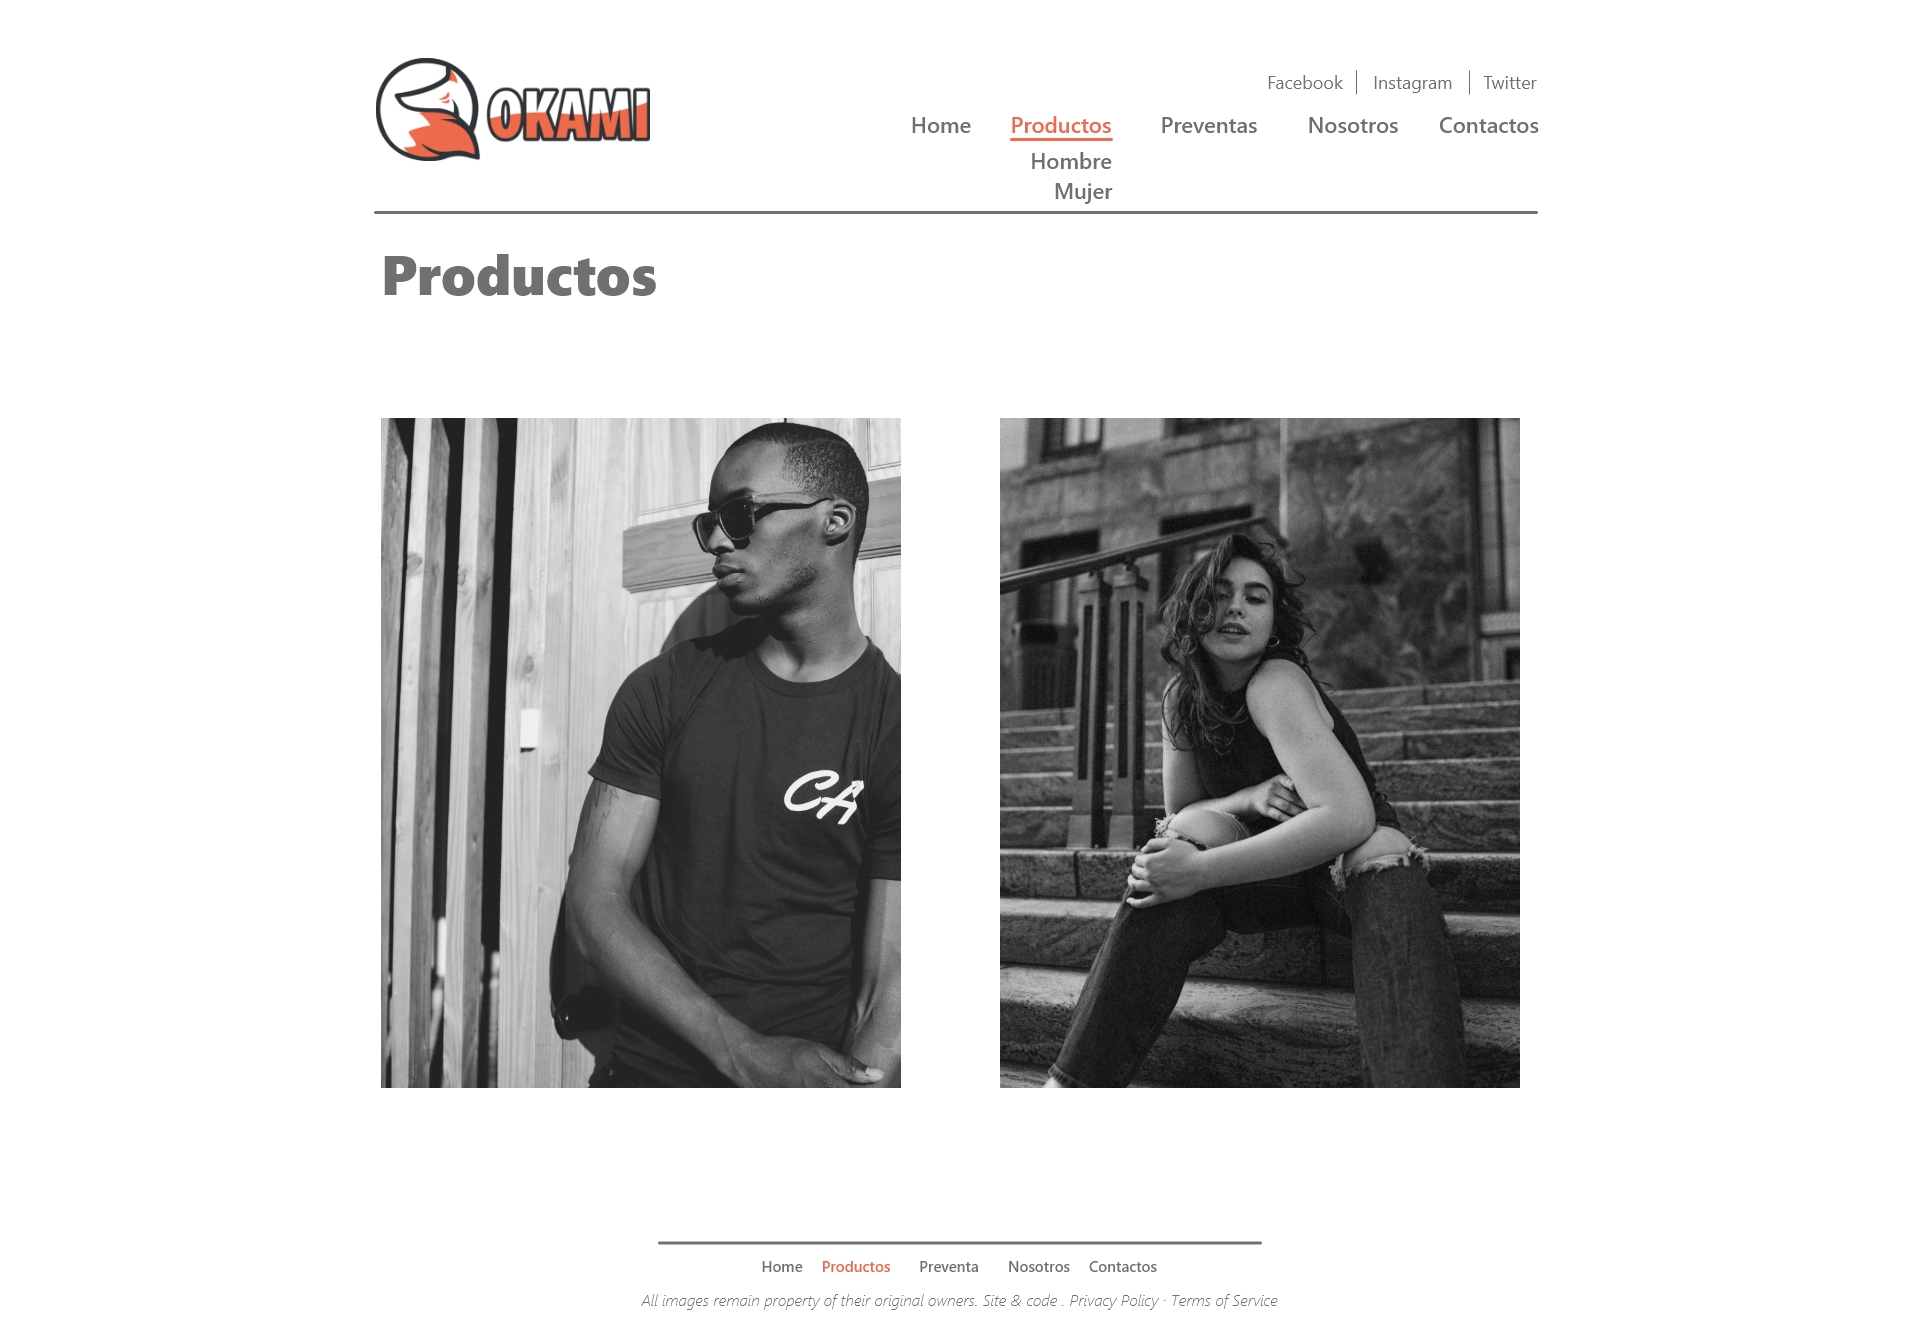 OKAMI
Facebook Instagram Twitter
Home Productos Preventas Nosotros Contactos
Hombre
Mujer
Productos
CA
Home Productos Preventa Nosotros Contactos
All images remain property of their original owners. Site & code . Privacy Policy · Terms of Service